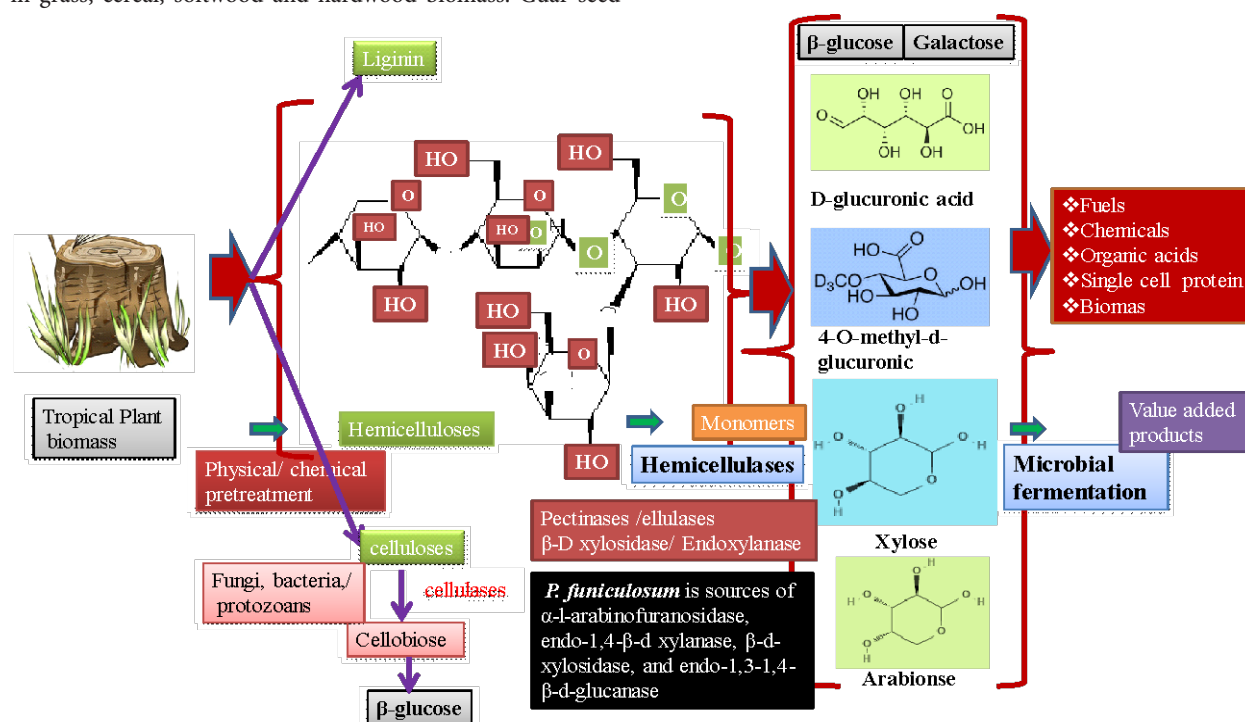 in grass, cereal, softwood and hardwood biomass. Guar seed
Liginin
HO
HO
O
O
O
HO
HO
O
O
O
HO
HO
HO
HO
O
HO
Tropical Plant
biomass
Physical/ chemical
pretreatment
Hemicelluloses
Monomers
Hemicellulases
Pectinases /ellulases
β-D xylosidase/ Endoxylanase
celluloses
Fungi, bacteria,/
protozoans
cellulases
Cellobiose
β-glucose
P. funiculosum is sources of
α-l-arabinofuranosidase,
endo-1,4-β-d xylanase, β-d-
xylosidase, and endo-1,3-1,4-
β-d-glucanase
β-glucose
Galactose
OH OH O
O
OH
OH OH
D-glucuronic acid
O
HO
D3CO
O
HO
OH
OH
4-O-methyl-d-
glucuronic
H
O
H O
O H
O
O
H
Xylose
H
O
H O
O H
O
O
H
Arabionse
❖Fuels
❖Chemicals
❖Organic acids
❖Single cell protein
❖Biomas
Microbial
fermentation
Value added
products